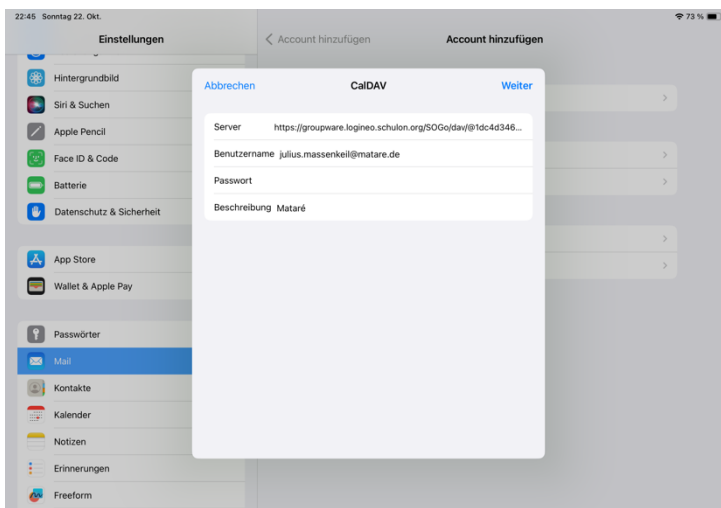 22:45 Sonntag 22. Okt.
73 %
Einstellungen
Account hinzufügen
Account hinzufügen
Hintergrundbild
Siri & Suchen
Apple Pencil
Face ID & Code
Batterie
Datenschutz & Sicherheit
App Store
Wallet & Apple Pay
Passwörter
Mail
Kontakte
Kalender
Notizen
Erinnerungen
Freeform
Abbrechen
CalDAV
Weiter
Server https://groupware.logineo.schulon.org/SOGo/dav/@1dc4d346...
Benutzername julius.massenkeil@matare.de
Passwort
Beschreibung Mataré